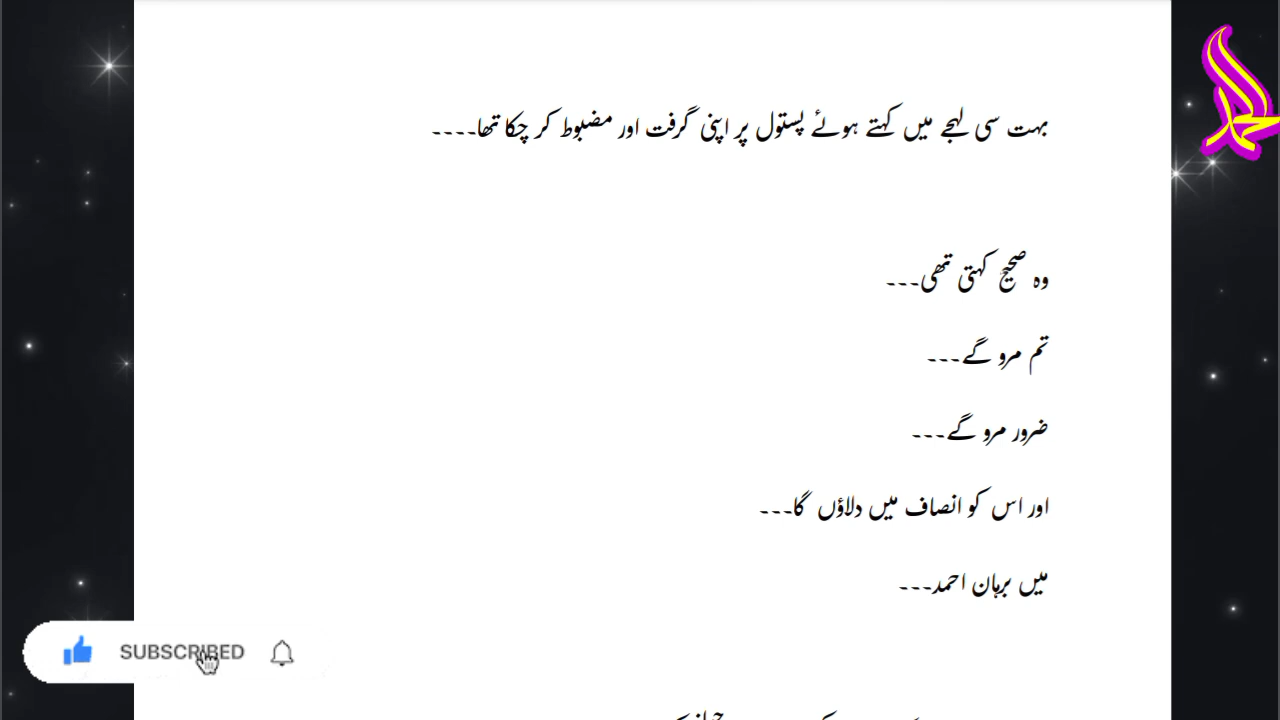 بہت سی لہجے میں کہتے ہوئے پستول پر اپنی گرفت اور مضبوط کر چکا تھا۔۔۔۔
وہ صحیح کہتی تھی۔۔۔
تم مرو گے۔۔۔
ضرور مرو گے۔۔۔
اور اس کو انصاف میں دلاؤں گا۔۔۔
میں برہان احمد۔۔۔
SUBSCRIBED